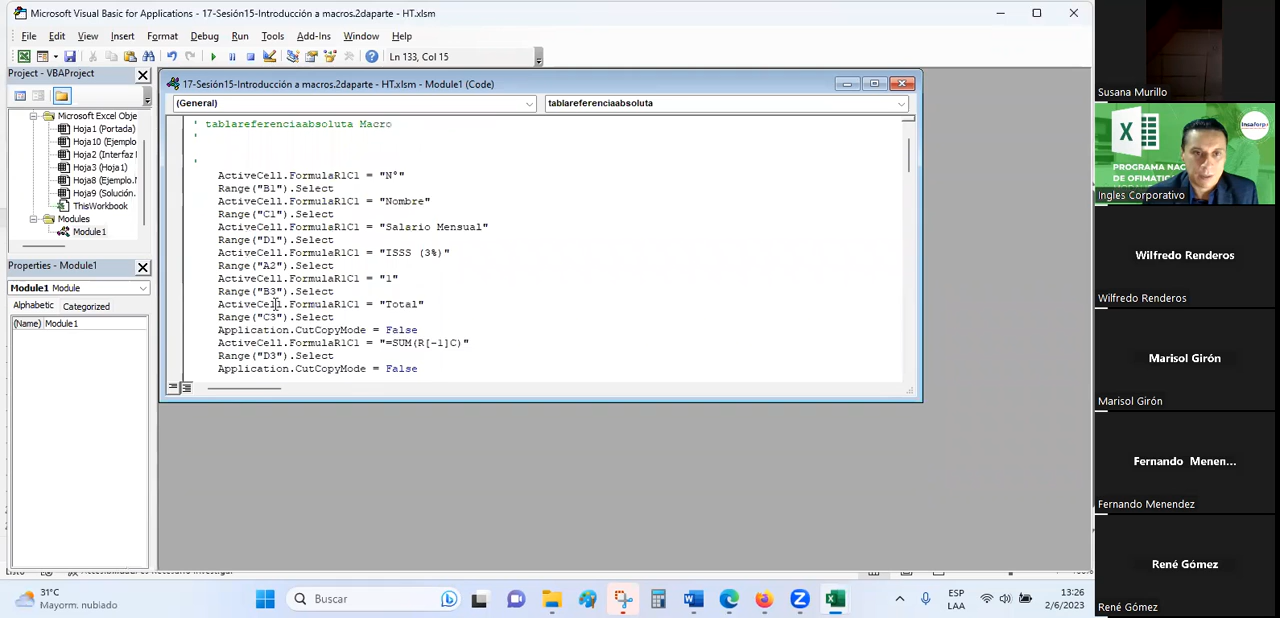 Microsoft Visual Basic for Applications - 17-Sesión15-Introducción a macros.2daparte - HT.xlsm
File Edit View Insert Format Debug Run Tools Add-Ins Window Help
Ln 133, Col 15
Project - VBAProject
Microsoft Excel Obje
Hoja1 (Portada)
Hoja10 (Ejemplo
Hoja2 (Interfaz l
Hoja3 (Hoja1)
Hoja8 (Ejemplo.N
Hoja9 (Solución.
ThisWorkbook
Modules
Module1
Properties - Module1
Module1 Module
Alphabetic Categorized
(Name) Module1
17-Sesión15-Introducción a macros.2daparte - HT.xlsm - Module1 (Code)
(General)
tablareferenciaabsoluta
' tablareferenciaabsoluta Macro
'
'
ActiveCell.FormulaR1C1 = "N°"
Range("B1").Select
ActiveCell.FormulaR1C1 = "Nombre"
Range("C1").Select
ActiveCell.FormulaR1C1 = "Salario Mensual"
Range("D1").Select
ActiveCell.FormulaR1C1 = "ISSS (3%)"
Range("A2").Select
ActiveCell.FormulaR1C1 = "1"
Range("B3").Select
ActiveCell.FormulaR1C1 = "Total"
Range("C3").Select
Application.CutCopyMode = False
ActiveCell.FormulaR1C1 = "=SUM(R[-1]C)"
Range("D3").Select
Application.CutCopyMode = False
Susana Murillo
PROGRAMA NAC
DE OFIMÁTIC
Insaforp
Ingles Corporativo
Wilfredo Renderos
Wilfredo Renderos
Marisol Girón
Marisol Girón
Fernando Menen...
Fernando Menendez
René Gómez
René Gómez
31°C
Mayorm. nublado
Buscar
ESP
LAA
13:26
2/6/2023